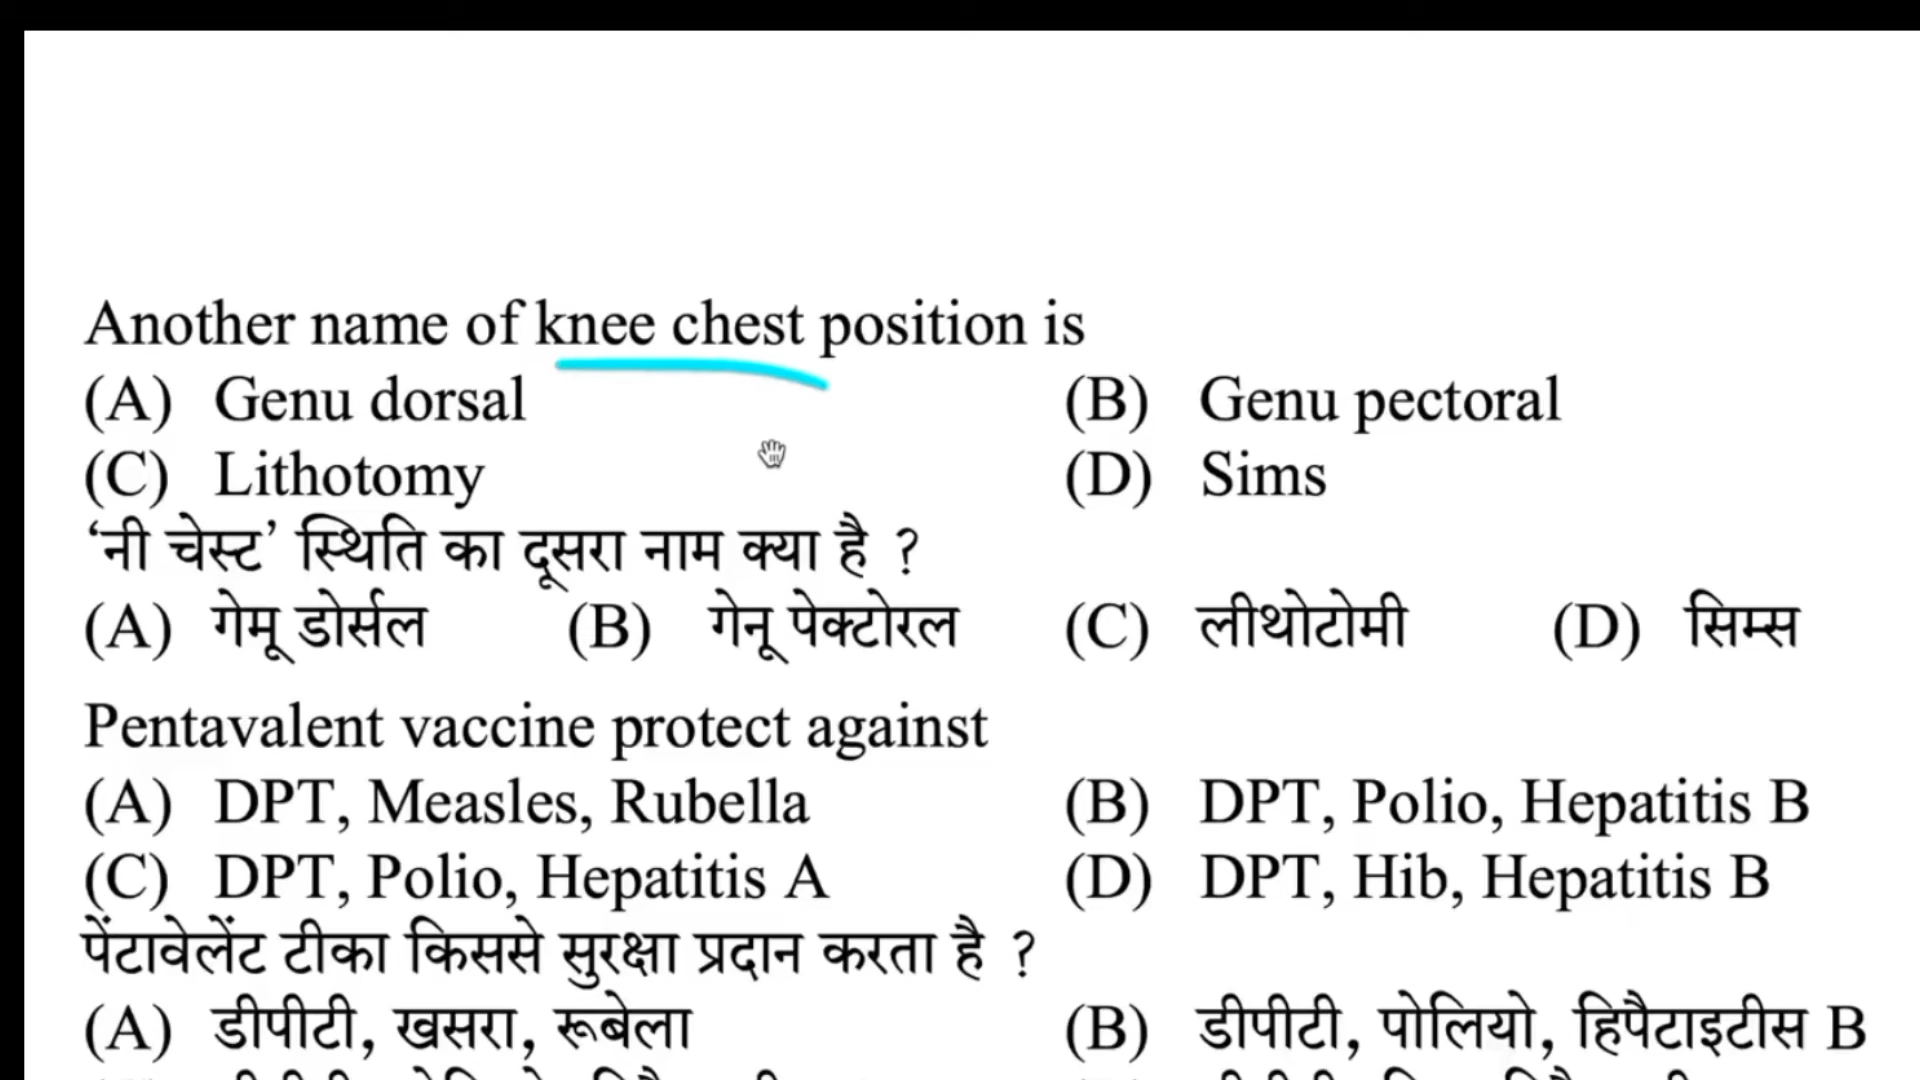 Another name of knee chest position is
(A) Genu dorsal (B) Genu pectoral
(C) Lithotomy (D) Sims
‘नी चेस्ट’ स्थिति का दूसरा नाम क्या है ?
(A) गेमू डोर्सल (B) गेनू पेक्टोरल (C) लीथोटोमी (D) सिम्स
Pentavalent vaccine protect against
(A) DPT, Measles, Rubella (B) DPT, Polio, Hepatitis B
(C) DPT, Polio, Hepatitis A (D) DPT, Hib, Hepatitis B
पेंटावेलेंट टीका किससे सुरक्षा प्रदान करता है ?
(A) डीपीटी, खसरा, रूबेला (B) डीपीटी, पोलियो, हिपैटाइटीस B